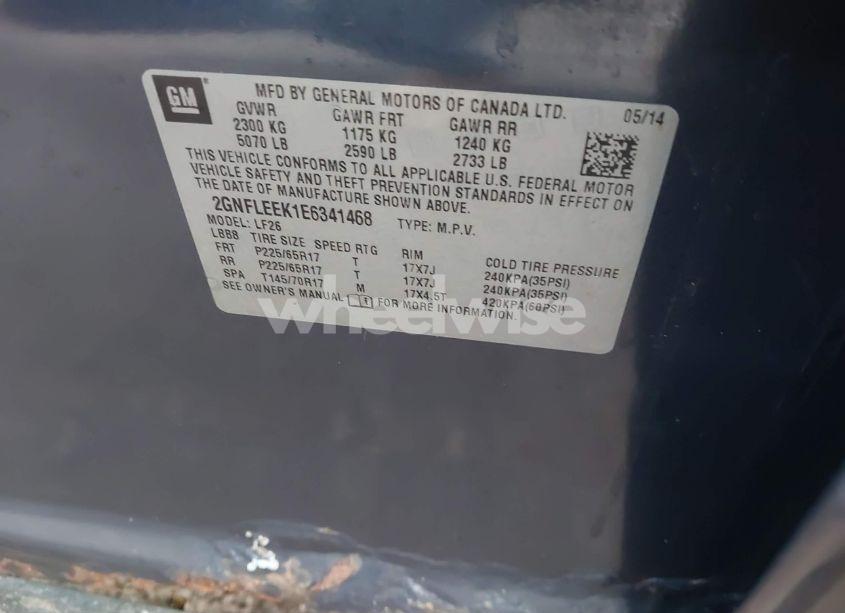 GM
MFD BY GENERAL MOTORS OF CANADA LTD. 05/14
GVWR GAWR FRT GAWR RR
2300 KG 1175 KG 1240 KG
5070 LB 2590 LB 2733 LB
THIS VEHICLE CONFORMS TO ALL APPLICABLE U.S. FEDERAL MOTOR
VEHICLE SAFETY AND THEFT PREVENTION STANDARDS IN EFFECT ON
THE DATE OF MANUFACTURE SHOWN ABOVE.
2GNFLEEK1E6341468 TYPE: M.P.V.
MODEL: LF26
LBB8 TIRE SIZE SPEED RTG RIM COLD TIRE PRESSURE
FRT P225/65R17 T 17X7J 240KPA(35PSI)
RR P225/65R17 T 17X7J 240KPA(35PSI)
SPA T145/70R17 M 17X4.5T 420KPA(60PSI)
SEE OWNER'S MANUAL FOR MORE INFORMATION.
wheelwise